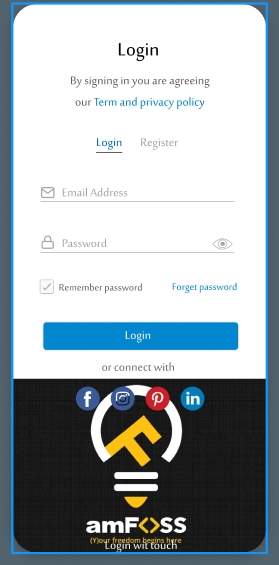 Login
By signing in you are agreeing
our Term and privacy policy
Login Register
Email Address
Password
Remember password Forget password
Login
or connect with
f P in
amF<>SS
(Y)our freedom begins here
Login wit touch